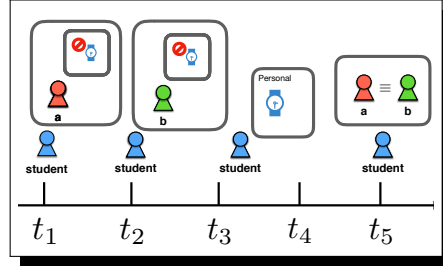 Personal
a
b
a ≡ b
student student student student
t₁ t₂ t₃ t₄ t₅